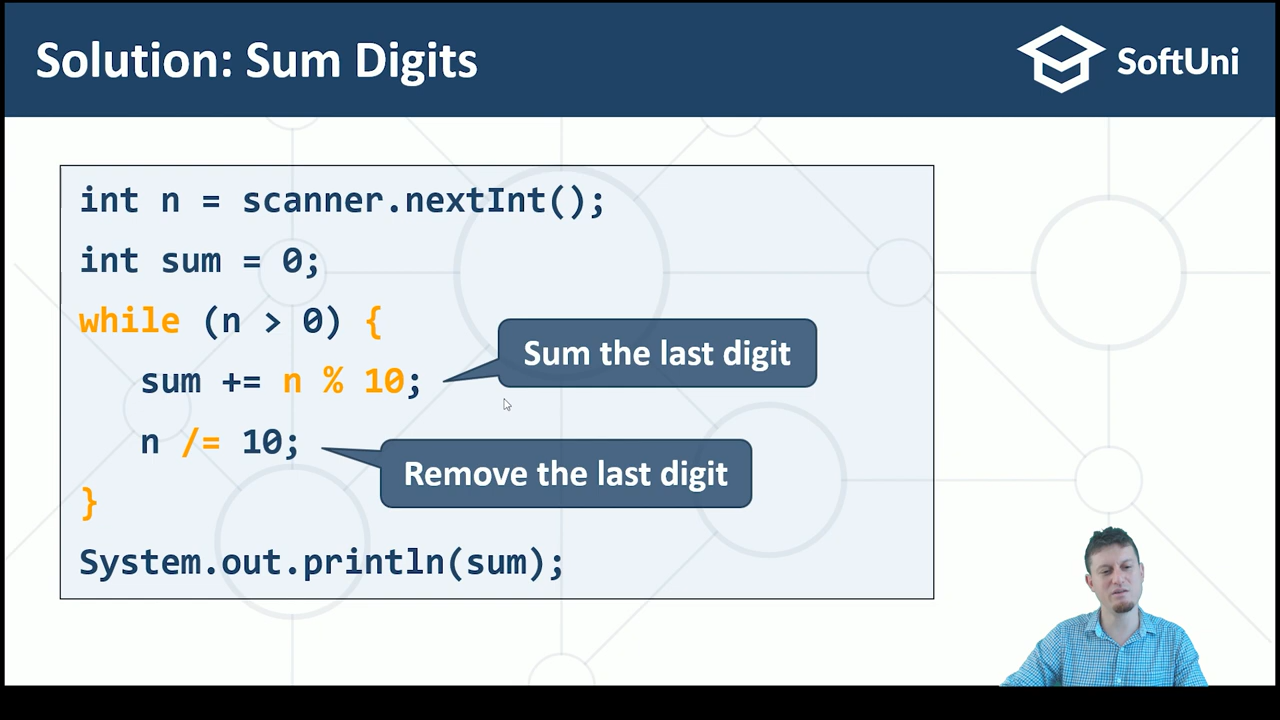 Solution: Sum Digits
SoftUni
int n = scanner.nextInt();
int sum = 0;
while (n > 0) {
sum += n % 10;
Sum the last digit
n /= 10;
Remove the last digit
}
System.out.println(sum);